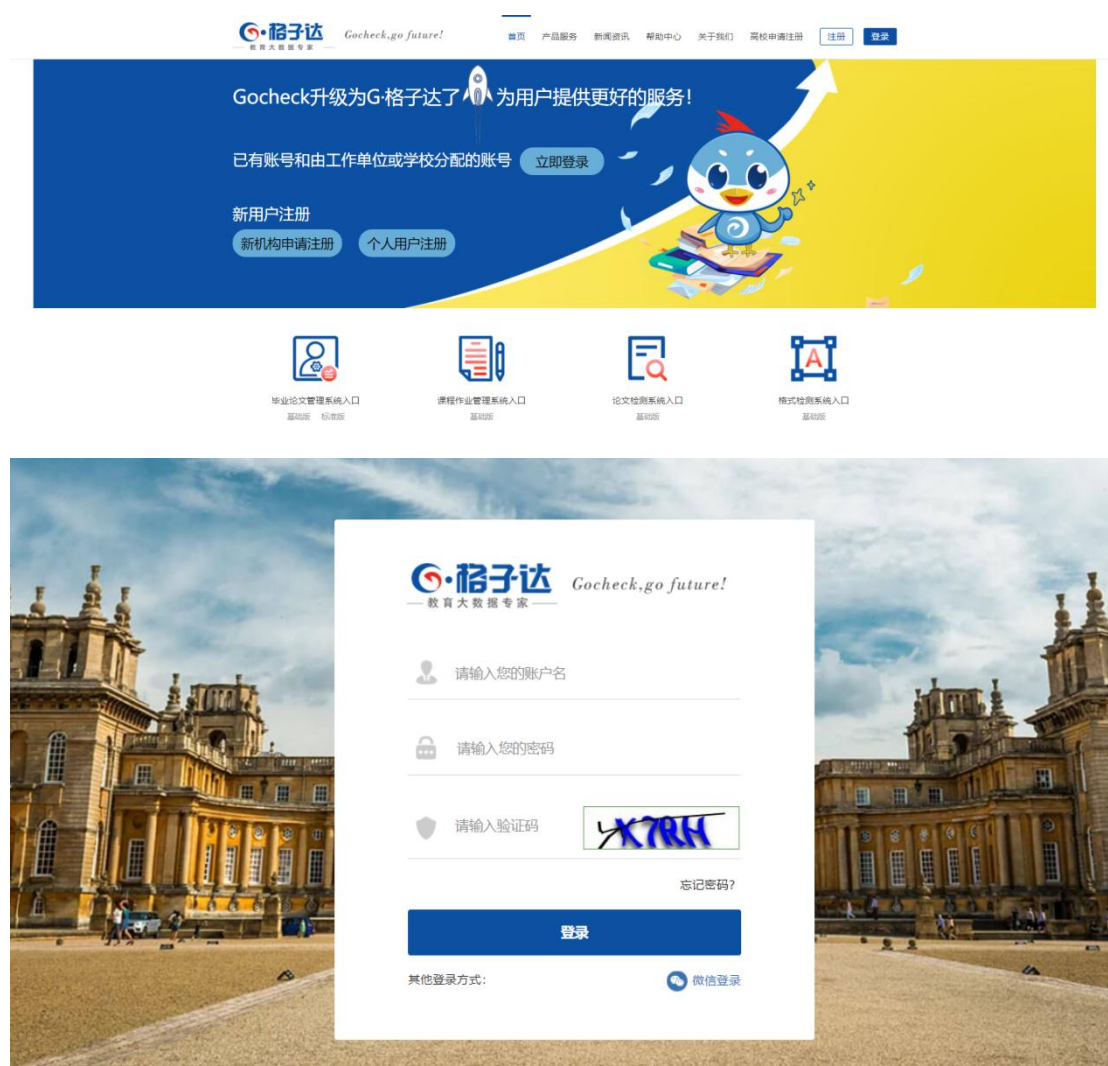 G·格子达
教育大数据专家
Gocheck,go future!
首页 产品服务 新闻资讯 帮助中心 关于我们 高校申请注册 注册 登录
Gocheck升级为G·格子达了 为用户提供更好的服务!
已有账号和由工作单位或学校分配的账号 立即登录
新用户注册
新机构申请注册 个人用户注册
毕业论文管理系统入口 课程作业管理系统入口 论文检测系统入口 格式检测系统入口
基础版 标准版 基础版 基础版 基础版
A
G·格子达
教育大数据专家
Gocheck,go future!
请输入您的账户名
请输入您的密码
请输入验证码 X7RH
忘记密码?
登录
其他登录方式: 微信登录